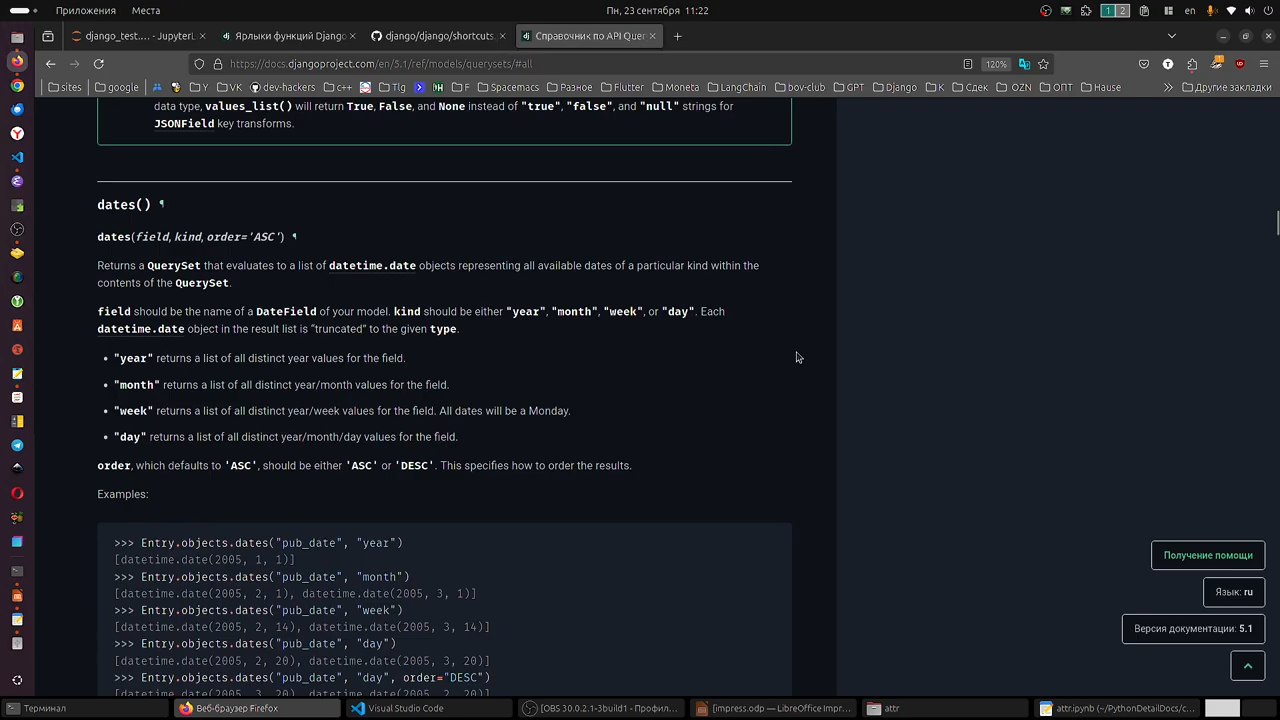 Приложения Места Пн, 23 сентября 11:22 1 2 en
django_test.... - JupyterL Ярлыки функций Django django/django/shortcuts. Справочник по API Quer
https://docs.djangoproject.com/en/5.1/ref/models/querysets/#all 120%
sites google Y VK dev-hackers c++ Tlg H F Spacemacs Разное Flutter Moneta LangChain bov-club GPT Django K Сдек OZN ОПТ Hause Другие закладки
data type, values_list() will return True, False, and None instead of "true", "false", and "null" strings for
JSONField key transforms.
dates() ¶
dates(field, kind, order='ASC') ¶
Returns a QuerySet that evaluates to a list of datetime.date objects representing all available dates of a particular kind within the
contents of the QuerySet.
field should be the name of a DateField of your model. kind should be either "year", "month", "week", or "day". Each
datetime.date object in the result list is “truncated” to the given type.
• "year" returns a list of all distinct year values for the field.
• "month" returns a list of all distinct year/month values for the field.
• "week" returns a list of all distinct year/week values for the field. All dates will be a Monday.
• "day" returns a list of all distinct year/month/day values for the field.
order, which defaults to 'ASC', should be either 'ASC' or 'DESC'. This specifies how to order the results.
Examples:
>>> Entry.objects.dates("pub_date", "year")
[datetime.date(2005, 1, 1)]
>>> Entry.objects.dates("pub_date", "month")
[datetime.date(2005, 2, 1), datetime.date(2005, 3, 1)]
>>> Entry.objects.dates("pub_date", "week")
[datetime.date(2005, 2, 14), datetime.date(2005, 3, 14)]
>>> Entry.objects.dates("pub_date", "day")
[datetime.date(2005, 2, 20), datetime.date(2005, 3, 20)]
>>> Entry.objects.dates("pub_date", "day", order="DESC")
[datetime.date(2005, 3, 20), datetime.date(2005, 2, 20)]
Получение помощи
Язык: ru
Версия документации: 5.1
Терминал Веб-браузер Firefox Visual Studio Code [OBS 30.0.2.1-3build1 - Профил... [impress.odp — LibreOffice Impre... attr attr.ipynb (~/PythonDetailDocs/c...